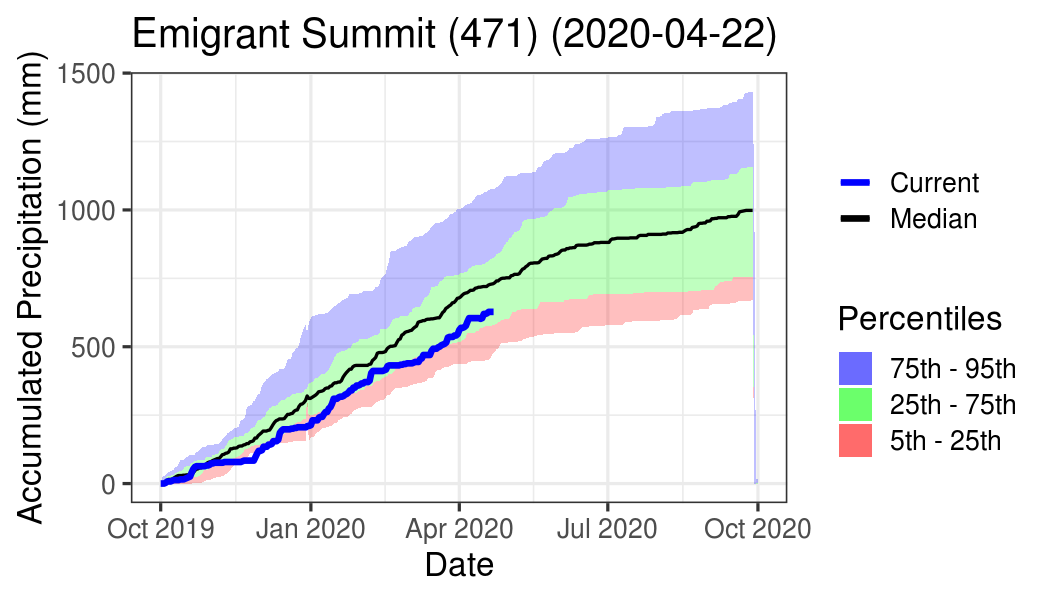 Emigrant Summit (471) (2020-04-22)
Accumulated Precipitation (mm)
1500
1000
500
0
Oct 2019
Jan 2020
Apr 2020
Jul 2020
Oct 2020
Date
Current
Median
Percentiles
75th - 95th
25th - 75th
5th - 25th